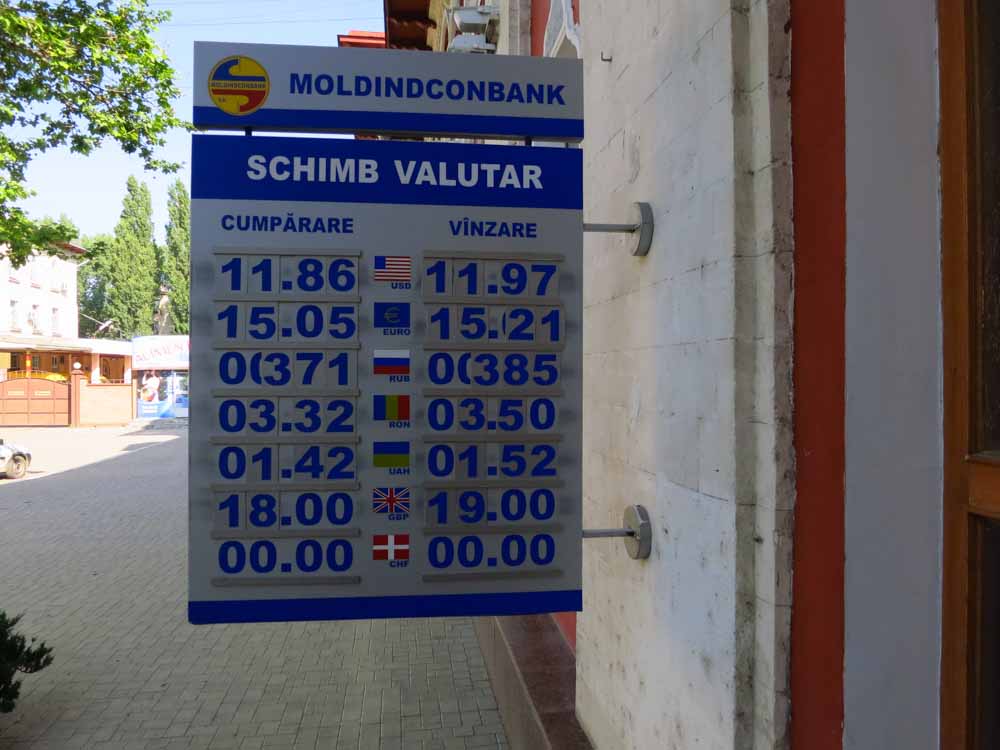 MOLDINDCONBANK
S.A.
MOLDINDCONBANK
SCHIMB VALUTAR
CUMPĂRARE VÎNZARE
11.86 USD 11.97
15.05 EURO 15.(21
0(371 RUB 0(385
03.32 RON 03.50
01.42 UAH 01.52
18.00 GBP 19.00
00.00 CHF 00.00